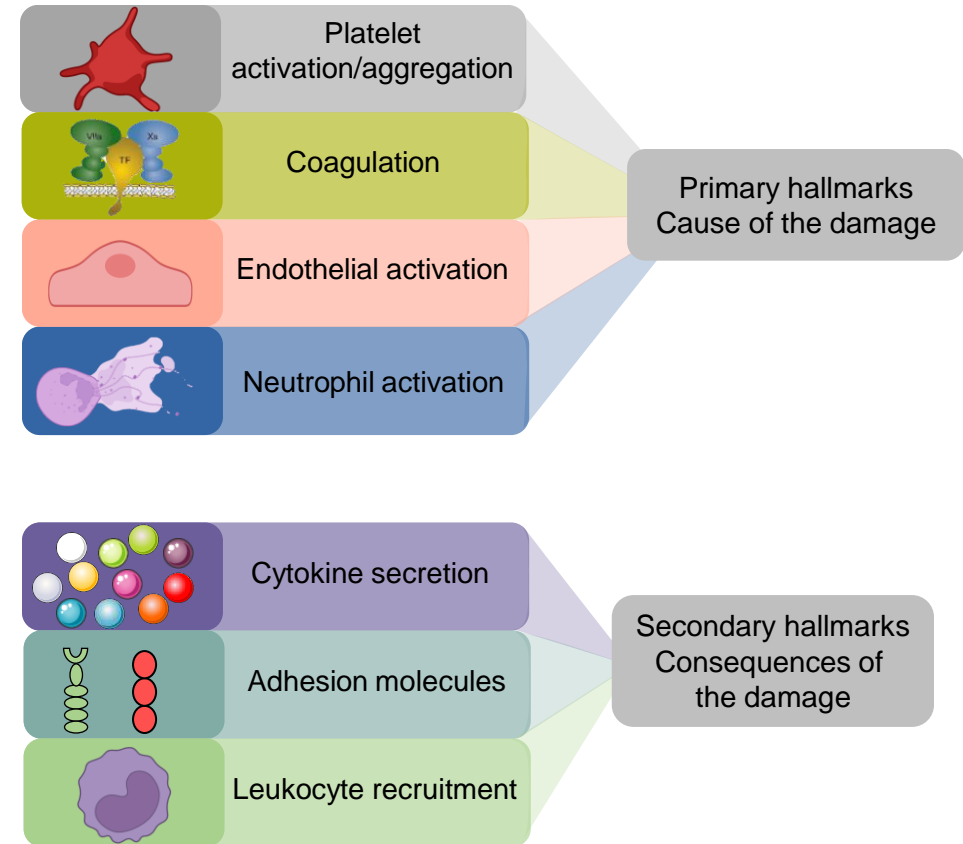 Platelet
activation/aggregation
VIIa
Xa
TF
Coagulation
Primary hallmarks
Cause of the damage
Endothelial activation
Neutrophil activation
Cytokine secretion
Secondary hallmarks
Consequences of
the damage
Adhesion molecules
Leukocyte recruitment